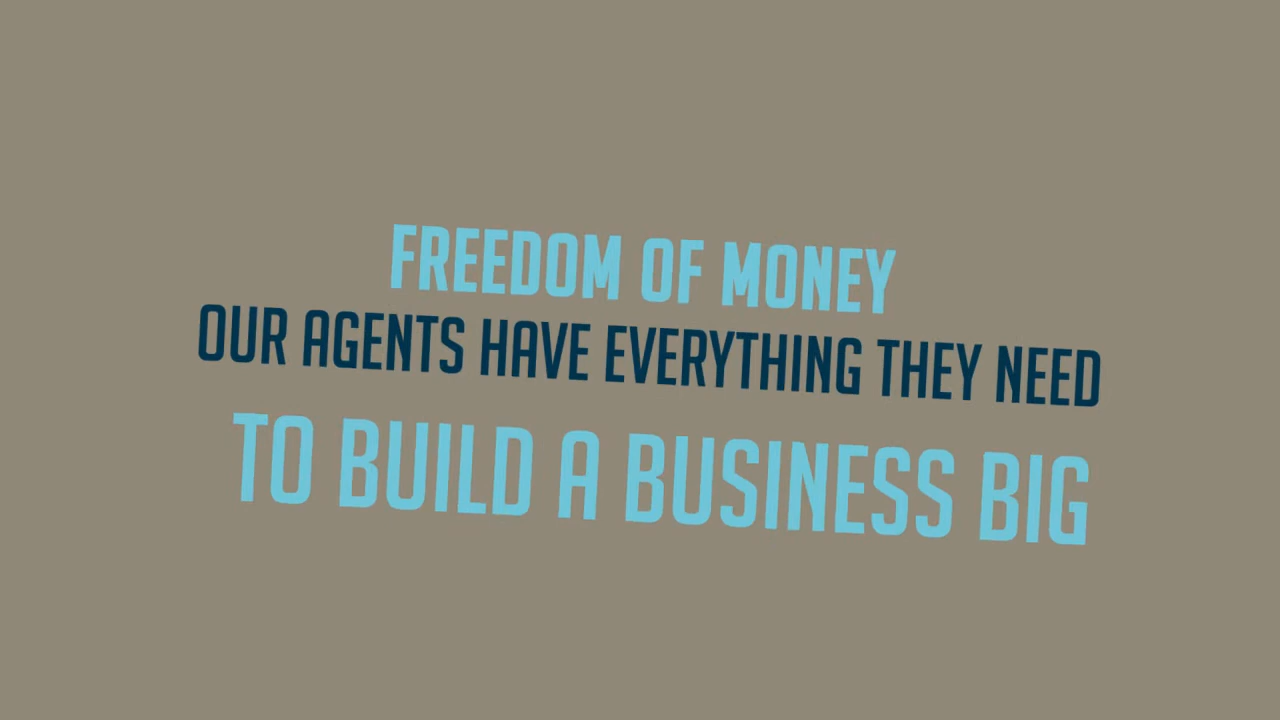 FREEDOM OF MONEY
OUR AGENTS HAVE EVERYTHING THEY NEED
TO BUILD A BUSINESS BIG